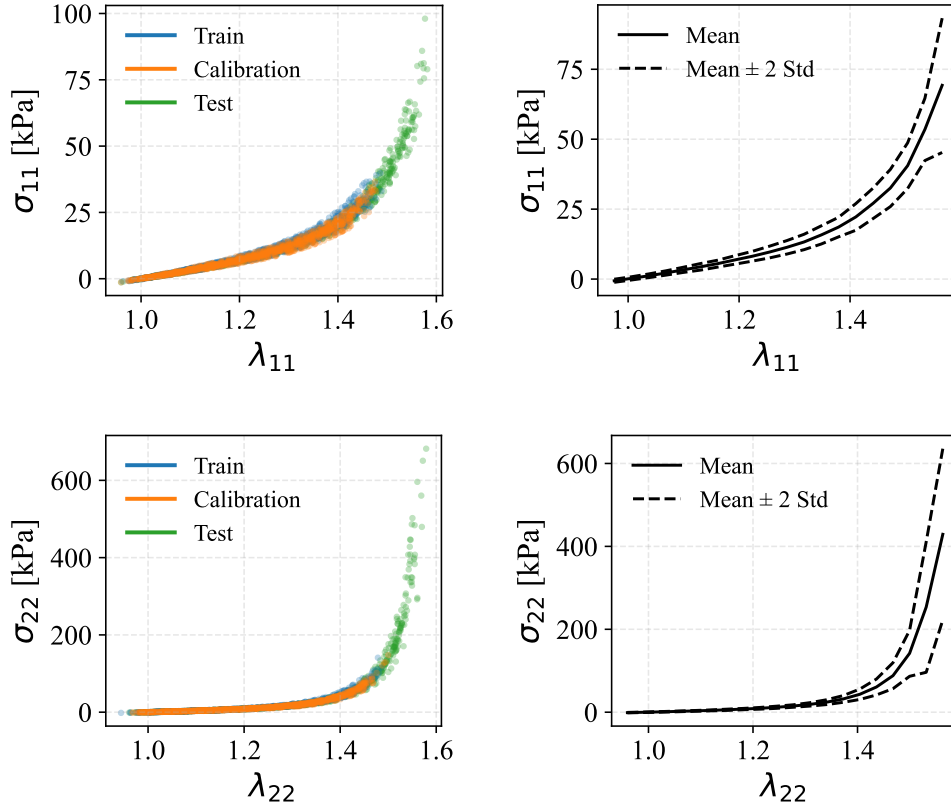 100
75
50
25
0
σ11 [kPa]
Train
Calibration
Test
1.0
1.2
1.4
1.6
λ11
75
50
25
0
σ11 [kPa]
Mean
Mean ± 2 Std
1.0
1.2
1.4
λ11
600
400
200
0
σ22 [kPa]
Train
Calibration
Test
1.0
1.2
1.4
1.6
λ22
600
400
200
0
σ22 [kPa]
Mean
Mean ± 2 Std
1.0
1.2
1.4
λ22